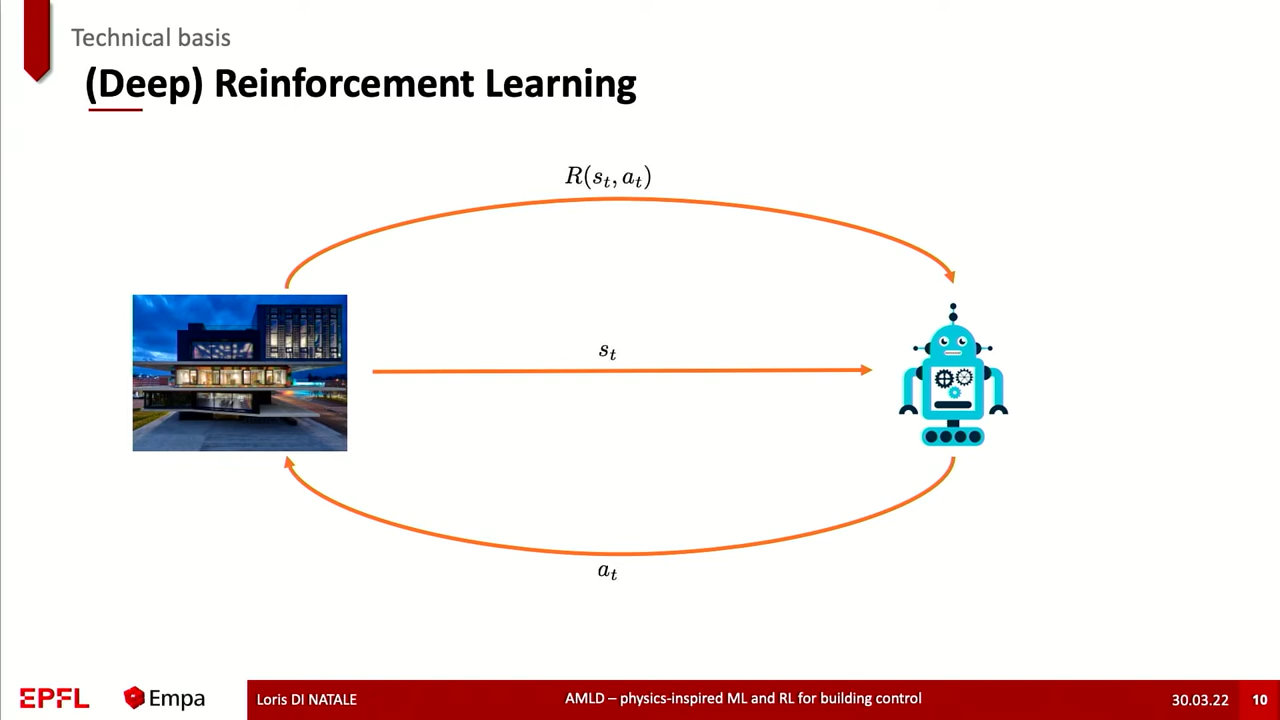 Technical basis
(Deep) Reinforcement Learning
R(s_t, a_t)
s_t
a_t
EPFL
Empa
Loris DI NATALE
AMLD – physics-inspired ML and RL for building control
30.03.22
10